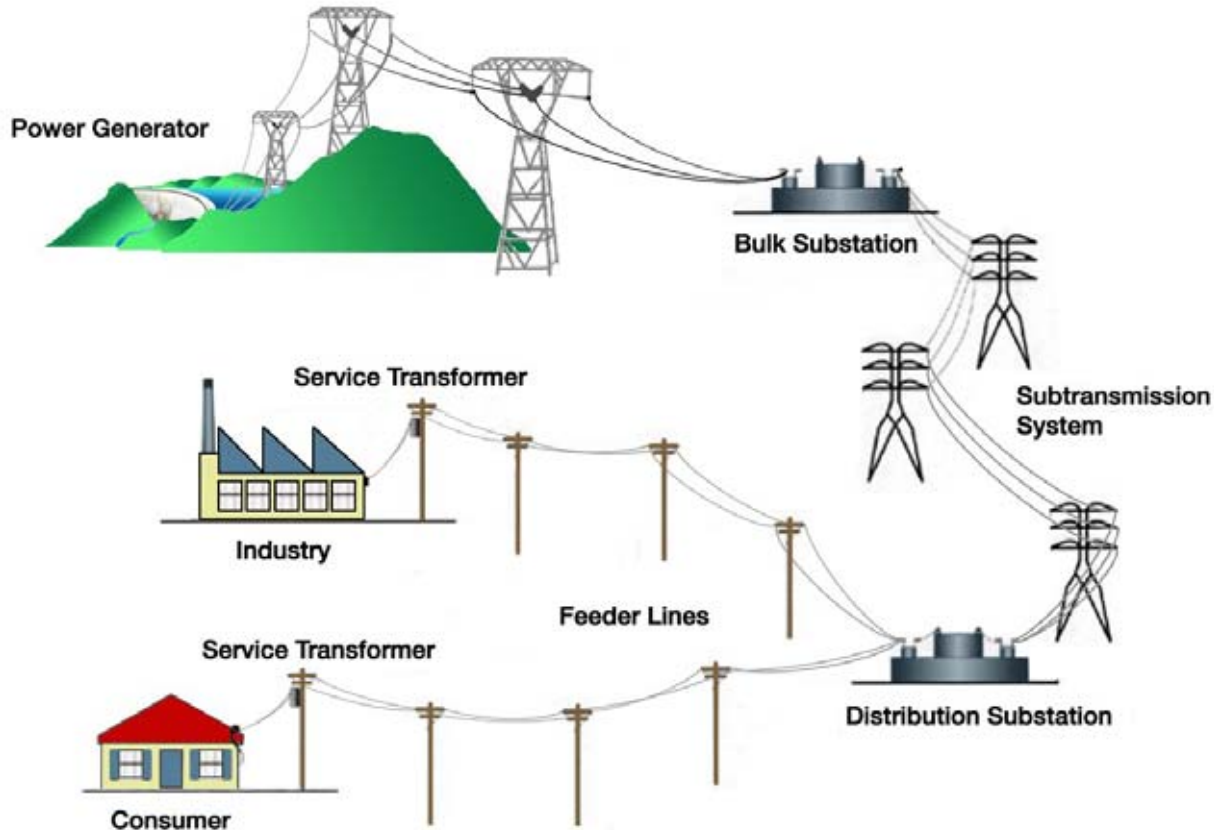 Power Generator
Bulk Substation
Service Transformer
Subtransmission
System
Industry
Feeder Lines
Service Transformer
Distribution Substation
Consumer